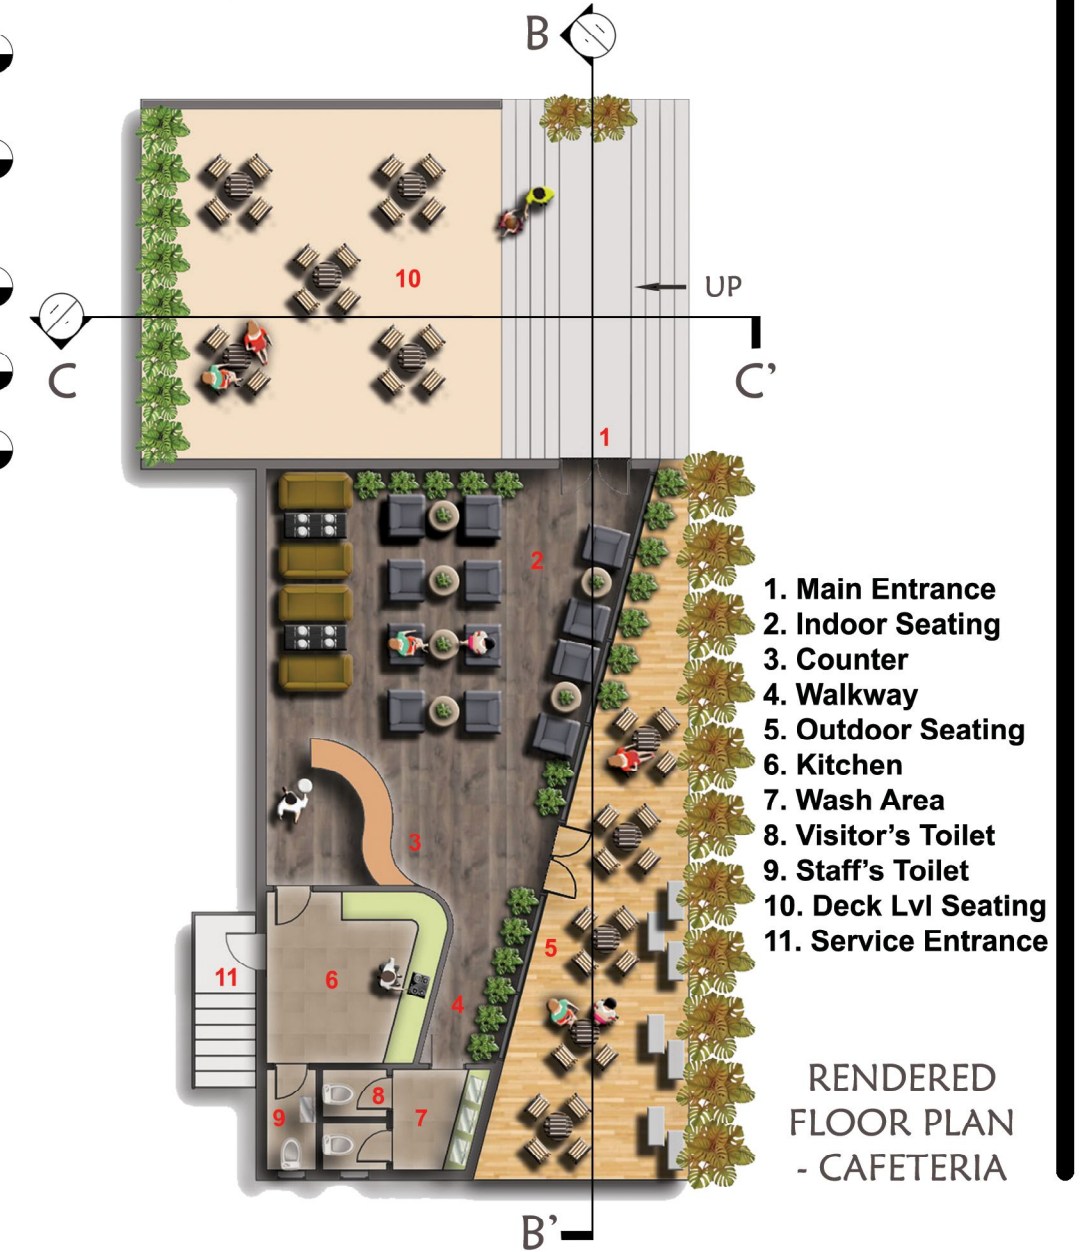 B
10
UP
C
C’
1
2
1. Main Entrance
2. Indoor Seating
3. Counter
4. Walkway
5. Outdoor Seating
6. Kitchen
7. Wash Area
8. Visitor’s Toilet
9. Staff’s Toilet
10. Deck Lvl Seating
11. Service Entrance
3
5
11
6
4
8
9
7
RENDERED
FLOOR PLAN
- CAFETERIA
B’